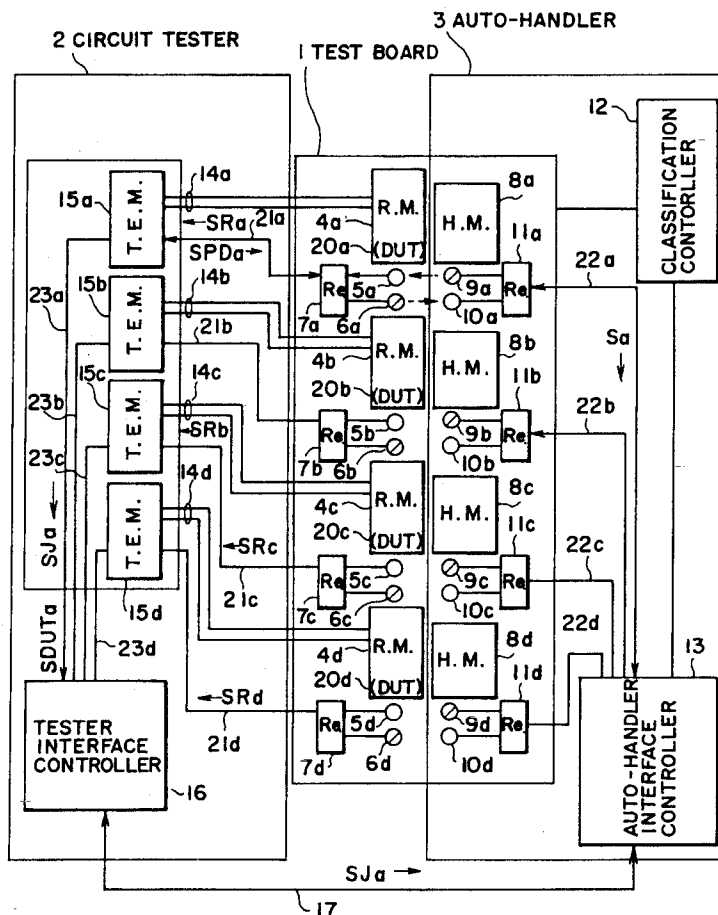 3 AUTO-HANDLER
2 CIRCUIT TESTER
1 TEST BOARD
12
CLASSIFICATION
CONTORLLER
14a
15a
T.E.M.
SRa
21a
SPDa
R.M.
4a
20a (DUT)
8a
H.M.
11a
22a
Re
7a
5a
6a
9a
10a
Re
23a
15b
T.E.M.
14b
21b
R.M.
4b
20b (DUT)
8b
H.M.
11b
Sa
22b
Re
7b
5b
6b
9b
10b
Re
23b
15c
T.E.M.
14c
SRb
23c
R.M.
4c
20c (DUT)
8c
H.M.
11c
22c
SJa
T.E.M.
15d
14d
SRc
21c
Re
7c
5c
6c
9c
10c
Re
22d
SDUTa
23d
R.M.
4d
20d (DUT)
8d
H.M.
11d
13
SRd
21d
Re
7d
5d
6d
9d
10d
Re
TESTER
INTERFACE
CONTROLLER
16
AUTO-HANDLER
INTERFACE
CONTROLLER
SJa
17